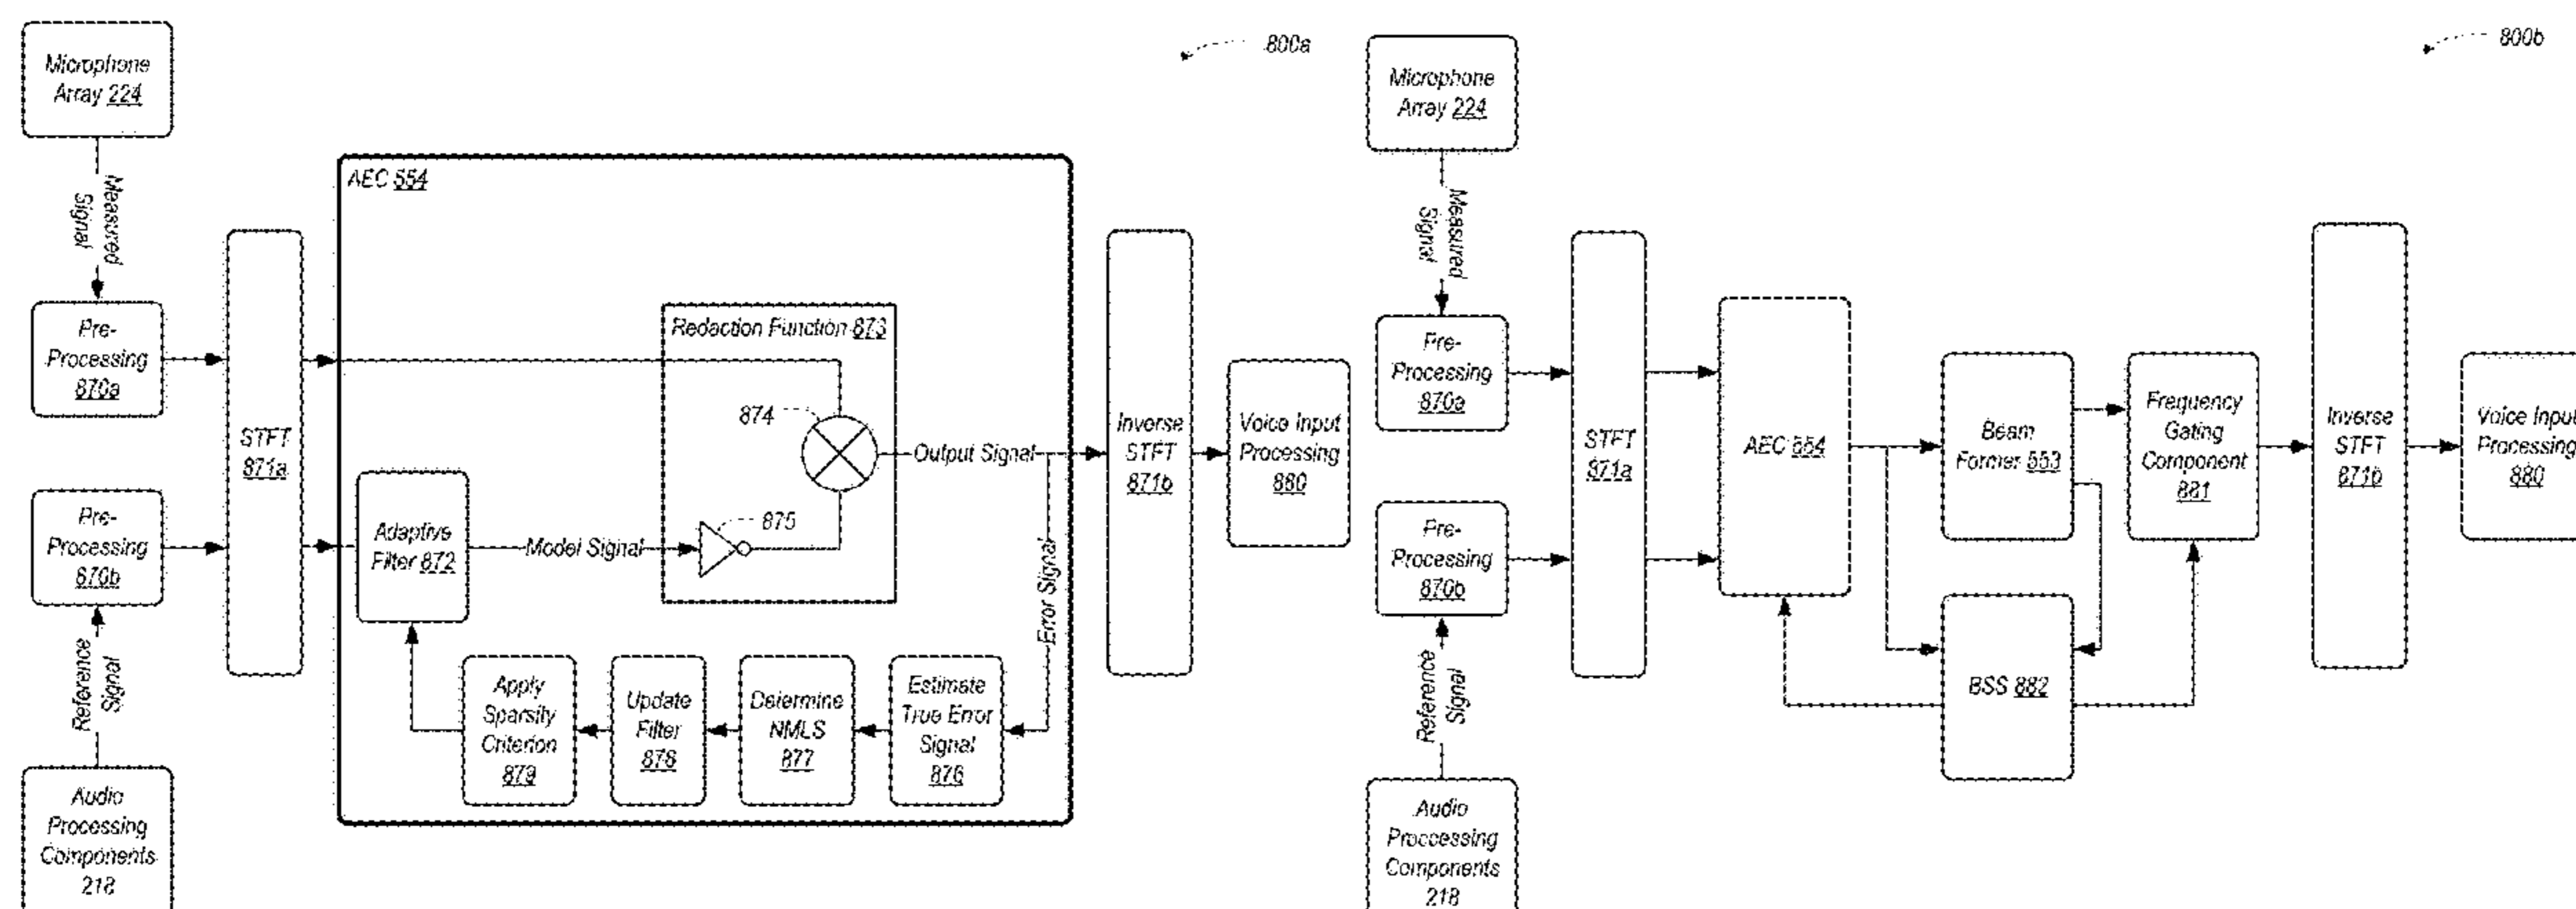 800a
Microphone
Array 224
Measured
Signal
Pre-
Processing
870a
STFT
871a
Pre-
Processing
870b
Reference
Signal
Audio
Processing
Components
218
AEC 554
Redaction Function 873
874
875
Adaptive
Filter 872
Model Signal
Output Signal
Error Signal
Apply
Sparsity
Criterion
879
Update
Filter
878
Determine
NMLS
877
Estimate
True Error
Signal
876
Inverse
STFT
871b
Voice Input
Processing
880
800b
Microphone
Array 224
Measured
Signal
Pre-
Processing
870a
STFT
871a
Pre-
Processing
870b
Reference
Signal
Audio
Proccessing
Components
218
AEC 554
Beam
Former 553
Frequency
Gating
Component
881
BSS 882
Inverse
STFT
871b
Voice Input
Processing
880